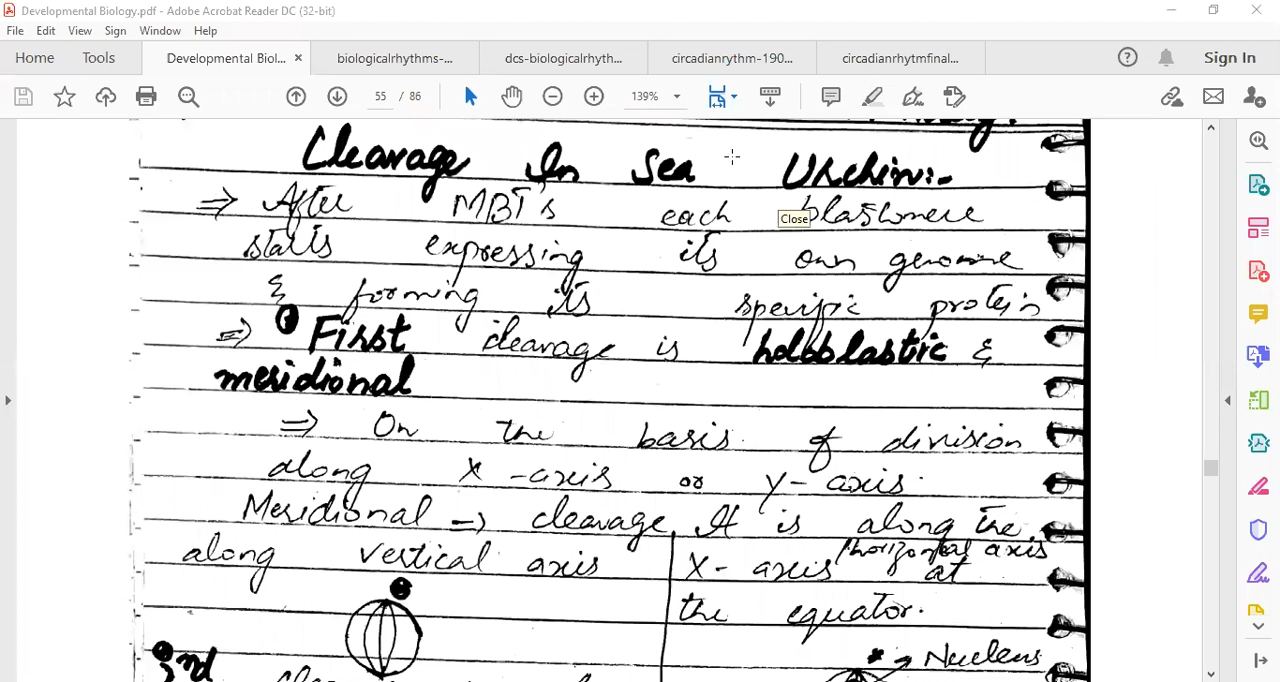 Developmental Biology.pdf - Adobe Acrobat Reader DC (32-bit)
File Edit View Sign Window Help
Home Tools Developmental Biol... × biologicalrhythms-... dcs-biologicalrhyth... circadianrythm-190... circadianrhytmfinal... Sign In
55 / 86 139%
Cleavage In Sea Urchin:-
⇒ After MBT's each blastomere
starts expressing its own genome
& forming its specific protein
Close
⇒ First cleavage is holoblastic &
meridional
⇒ On the basis of division
along X-axis or Y-axis.
Meridional ⇒ cleavage
along vertical axis
It is along the
X-axis /horizontal axis at
the equator.
→ Nucleus
2nd